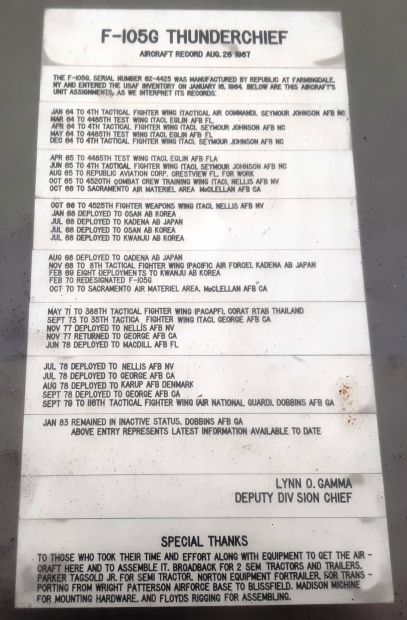 F-105G THUNDERCHIEF
AIRCRAFT RECORD AUG. 26 1987
THE F-105G, SERIAL NUMBER 62-4425 WAS MANUFACTURED BY REPUBLIC AT FARMINGDALE,
NY AND ENTERED THE USAF INVENTORY ON JANUARY 16, 1964. BELOW ARE THIS AIRCRAFT'S
UNIT ASSIGNMENTS, AS WE INTERPRET ITS RECORDS:
JAN 64 TO 4TH TACTICAL FIGHTER WING (TACTICAL AIR COMMAND), SEYMOUR JOHNSON AFB NC
MAR 64 TO 4485TH TEST WING (TAC), EGLIN AFB FL
APR 64 TO 4TH TACTICAL FIGHTER WING (TAC), SEYMOUR JOHNSON AFB NC
MAY 64 TO 4485TH TEST WING (TAC), EGLIN AFB FL
DEC 64 TO 4TH TACTICAL FIGHTER WING (TAC), SEYMOUR JOHNSON AFB NC
APR 65 TO 4485TH TEST WING (TAC), EGLIN AFB FLA
JUN 65 TO 4TH TACTICAL FIGHTER WING (TAC), SEYMOUR JOHNSON AFB NC
AUG 65 TO REPUBLIC AVIATION CORP. CRESTVIEW FL, FOR WORK
OCT 65 TO 4520TH COMBAT CREW TRAINING WING (TAC), NELLIS AFB NV
OCT 66 TO SACRAMENTO AIR MATERIEL AREA, McCLELLAN AFB CA
OCT 66 TO 4525TH FIGHTER WEAPONS WING (TAC), NELLIS AFB NV
JAN 68 DEPLOYED TO OSAN AB KOREA
JUL 68 DEPLOYED TO KADENA AB JAPAN
JUL 68 DEPLOYED TO OSAN AB KOREA
JUL 68 DEPLOYED TO KWANJU AB KOREA
AUG 68 DEPLOYED TO CADENA AB JAPAN
NOV 68 TO 18TH TACTICAL FIGHTER WING (PACIFIC AIR FORCE), KADENA AB JAPAN
FEB 69 EIGHT DEPLOYMENTS TO KWANJU AB KOREA
FEB 70 REDESIGNATED F-105G
OCT 70 TO SACRAMENTO AIR MATERIEL AREA, McCLELLAN AFB CA
MAY 71 TO 388TH TACTICAL FIGHTER WING (PACAPF), CORAT RTAB THAILAND
SEPT 73 TO 35TH TACTICA FIGHTER WING (TAC), GEORGE AFB CA
NOV 77 DEPLOYED TO NELLIS AFB NV
NOV 77 RETURNED TO GEORGE AFB CA
JUN 78 DEPLOYED TO MACDILL AFB FL
JUL 78 DEPLOYED TO NELLIS AFB NV
JUL 78 DEPLOYED TO GEORGE AFB CA
AUG 78 DEPLOYED TO KARUP AFB DENMARK
SEPT 78 DEPLOYED TO GEORGE AFB CA
SEPT 79 TO 116TH TACTICAL FIGHTER WING (AIR NATIONAL GUARD), DOBBINS AFB GA
JAN 83 REMAINED IN INACTIVE STATUS, DOBBINS AFB GA
ABOVE ENTRY REPRESENTS LATEST INFORMATION AVAILABLE TO DATE
LYNN O. GAMMA
DEPUTY DIV SION CHIEF
SPECIAL THANKS
TO THOSE WHO TOOK THEIR TIME AND EFFORT ALONG WITH EQUIPMENT TO GET THE AIR -
CRAFT HERE AND TO ASSEMBLE IT. BROADBACK FOR 2 SEM TRACTORS AND TRAILERS.
PARKER TAGSOLD JR. FOR SEMI TRACTOR. NORTON EQUIPMENT FORTRAILER. FOR TRANS -
PORTING FROM WRIGHT PATTERSON AIRFORCE BASE TO BLISSFIELD. MADISON MICHINE
FOR MOUNTING HARDWARE. AND FLOYDS RIGGING FOR ASSEMBLING.